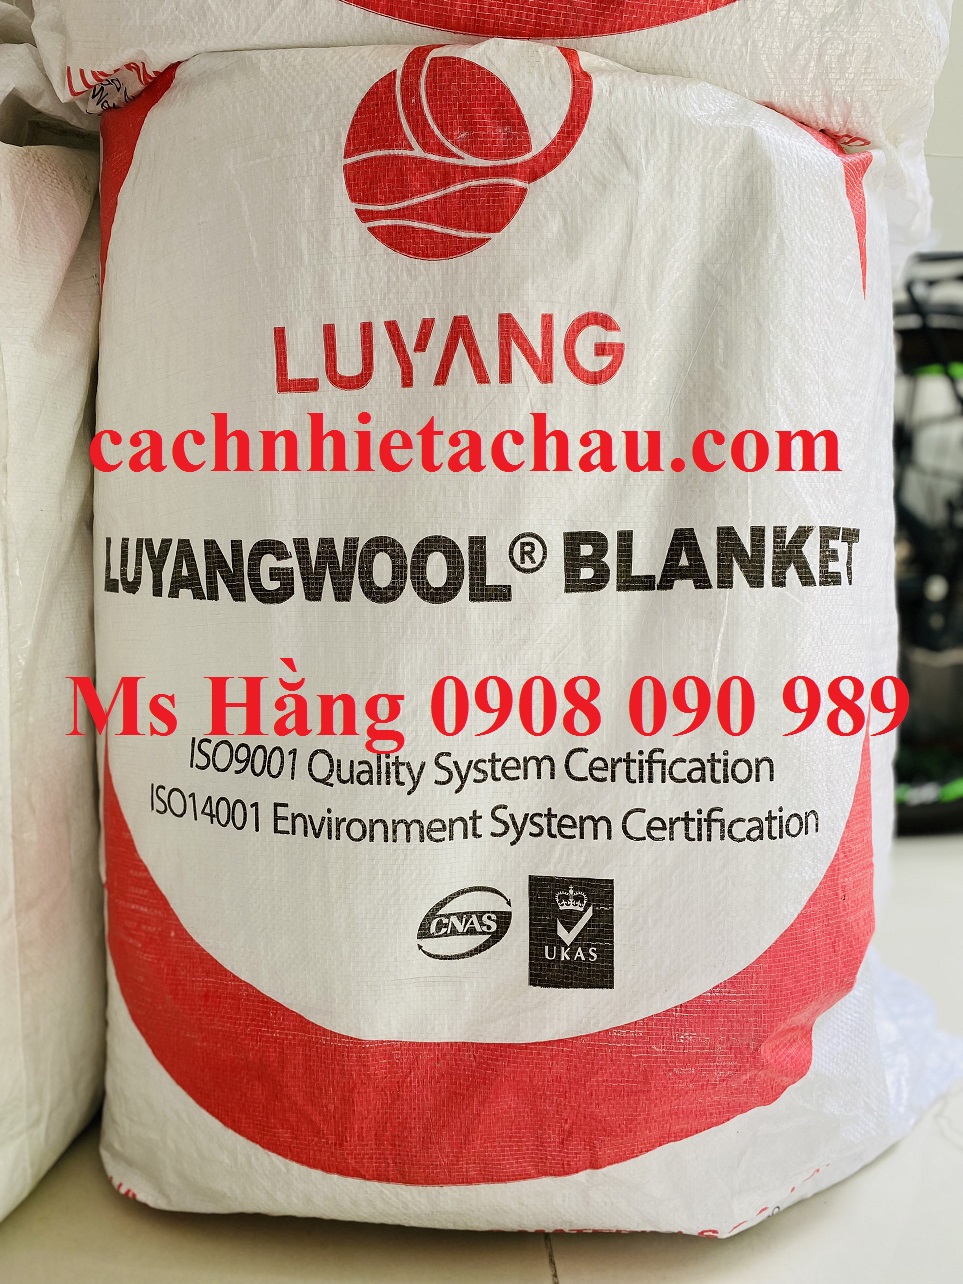 LUYANG
cachnhietachau.com
LUYANGWOOL® BLANKET
Ms Hằng 0908 090 989
ISO9001 Quality System Certification
ISO14001 Environment System Certification
CNAS
UKAS